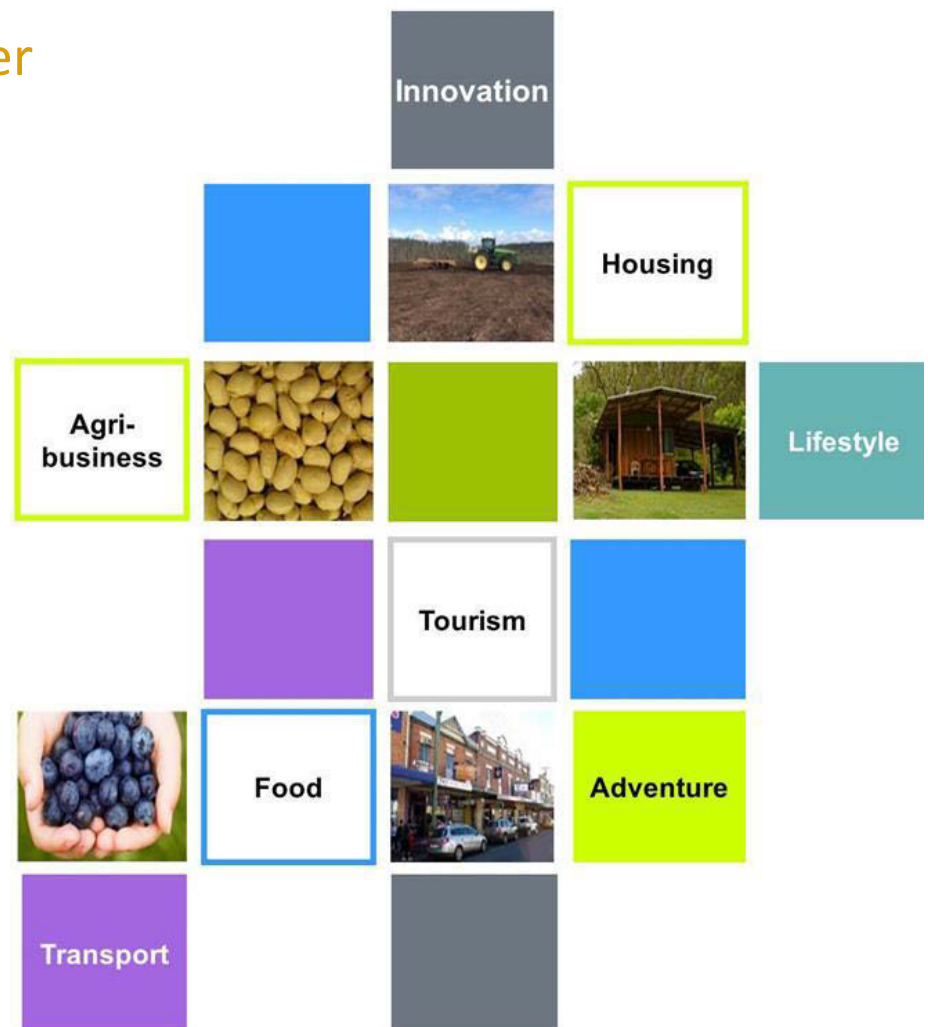 er
Innovation
Housing
Agri-
business
Lifestyle
Tourism
Food
Adventure
Transport